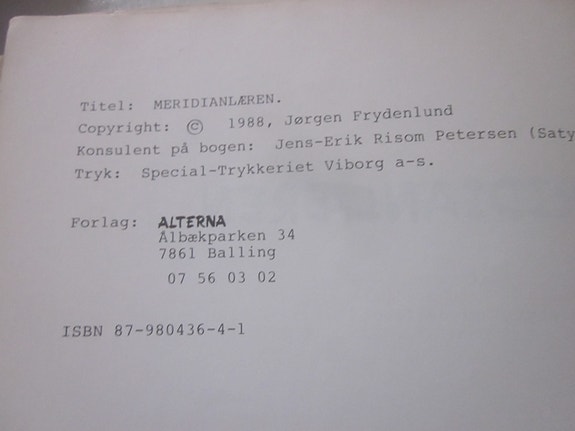 Titel: MERIDIANLÆREN.
Copyright: © 1988, Jørgen Frydenlund
Konsulent på bogen: Jens-Erik Risom Petersen (Saty
Tryk: Special-Trykkeriet Viborg a-s.
Forlag: ALTERNA
Ålbækparken 34
7861 Balling
07 56 03 02
ISBN 87-980436-4-1